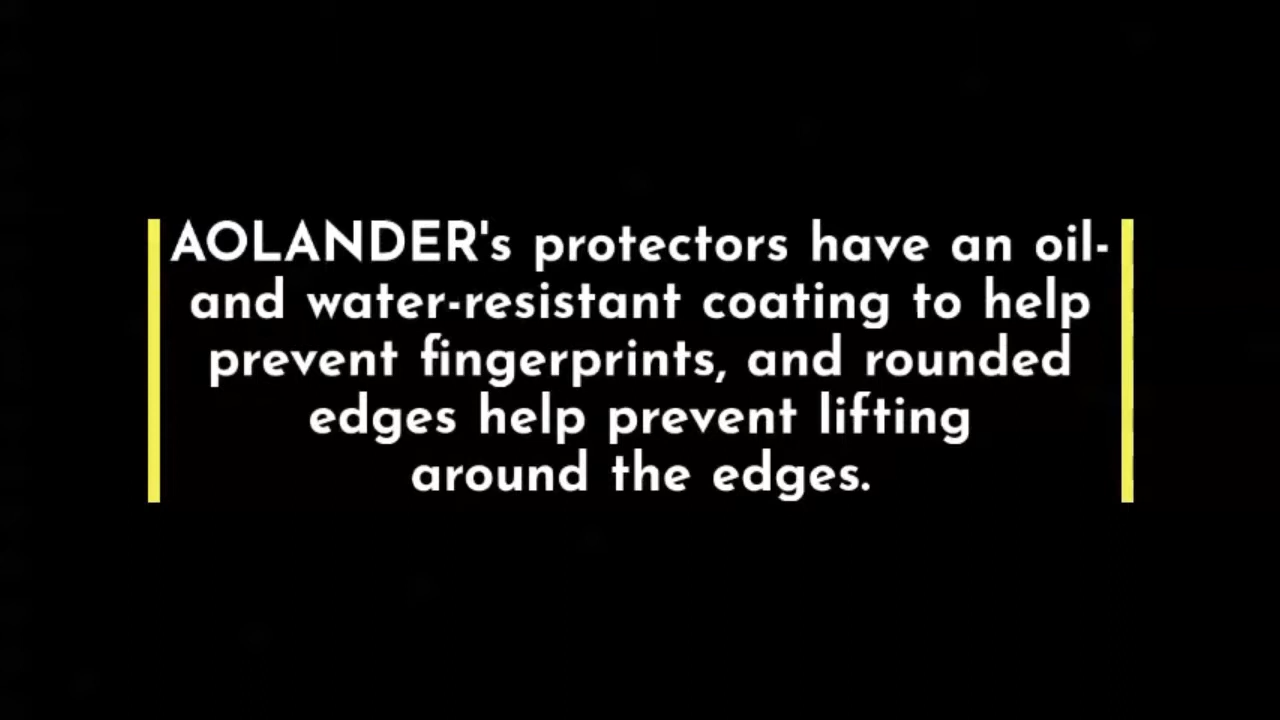 AOLANDER's protectors have an oil-
and water-resistant coating to help
prevent fingerprints, and rounded
edges help prevent lifting
around the edges.